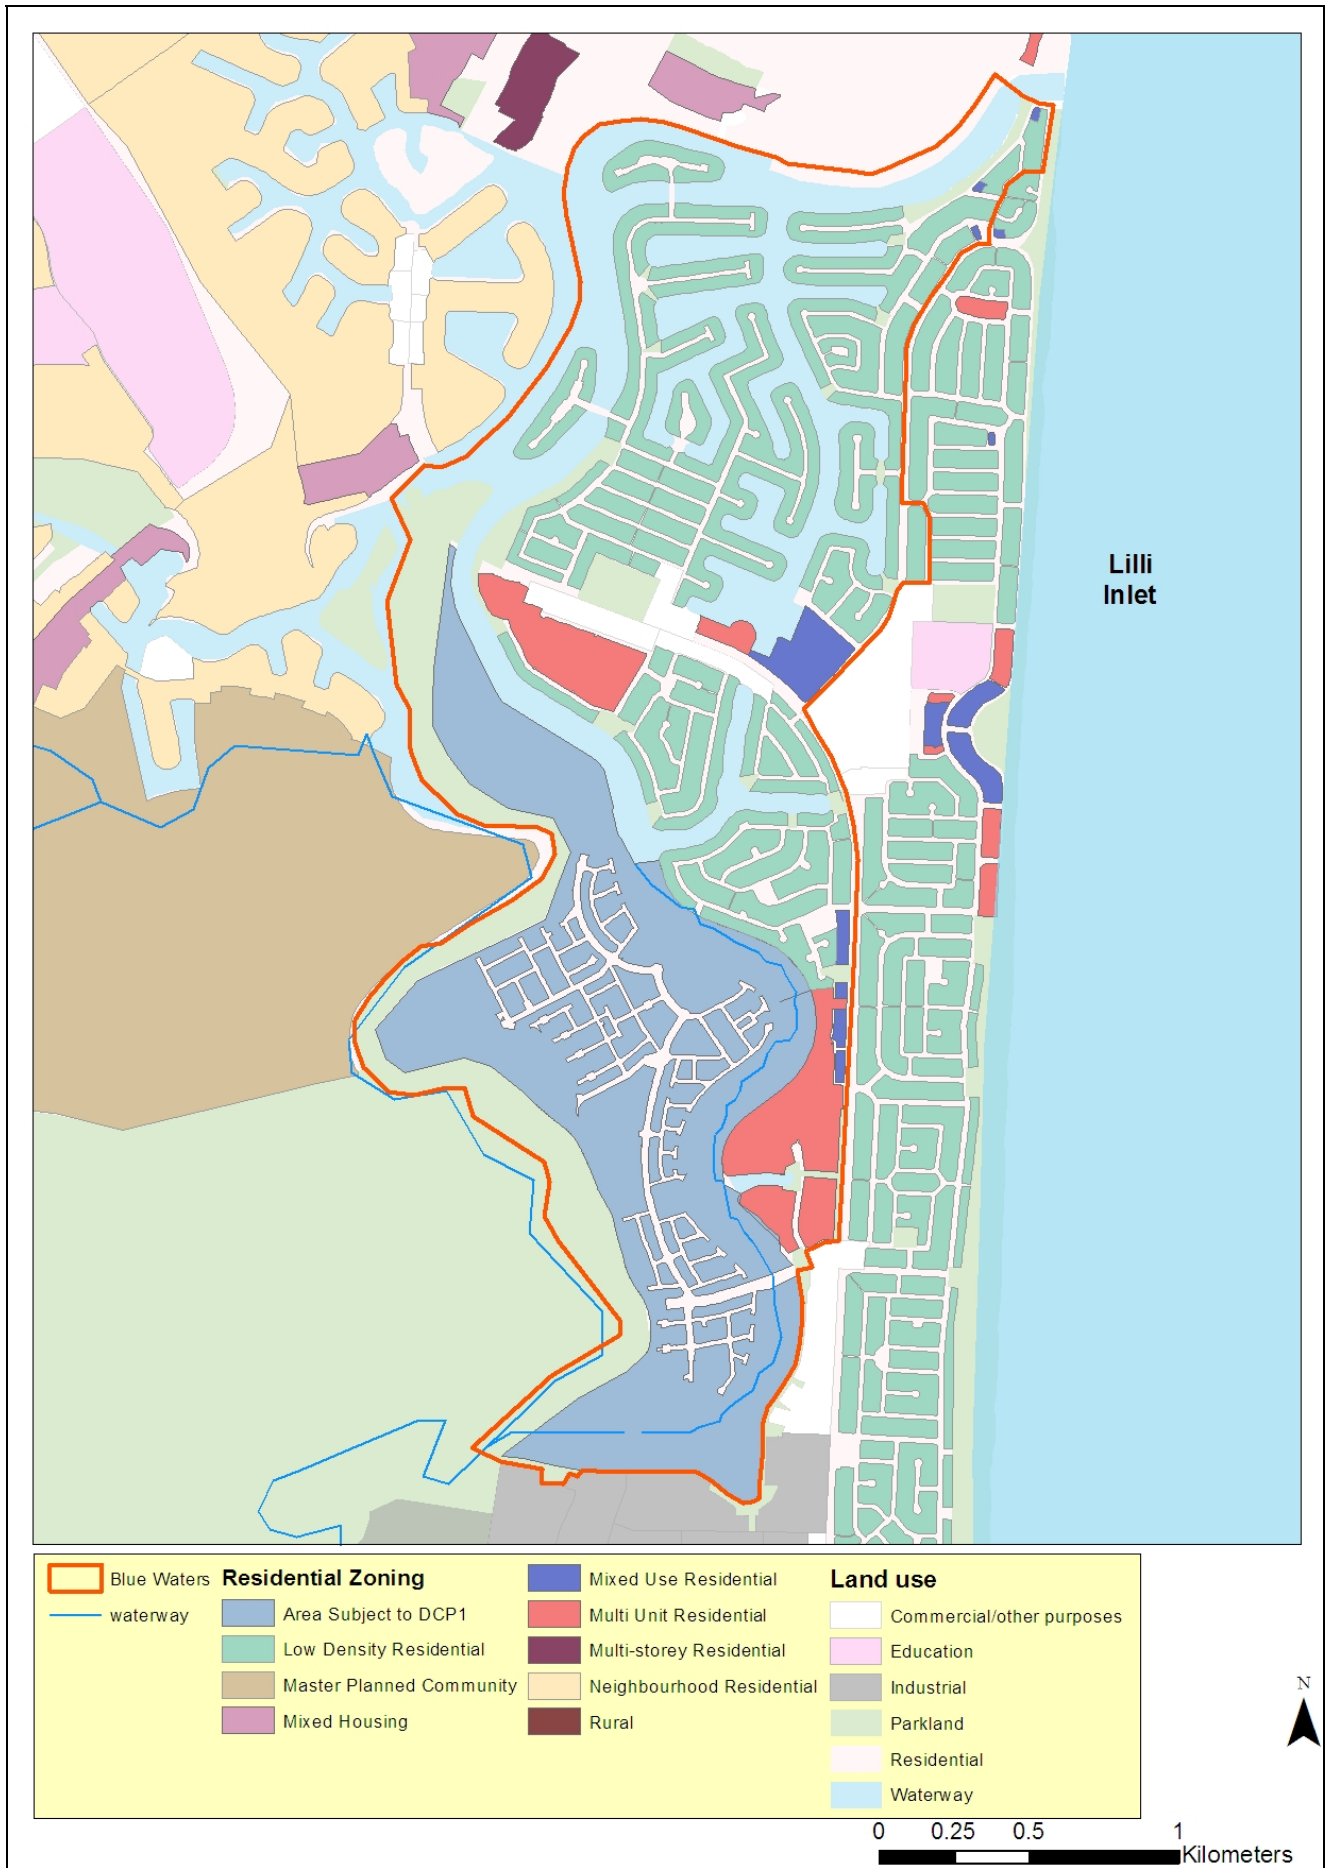 Lilli
Inlet
Blue Waters
waterway
Residential Zoning
Area Subject to DCP1
Low Density Residential
Master Planned Community
Mixed Housing
Mixed Use Residential
Multi Unit Residential
Multi-storey Residential
Neighbourhood Residential
Rural
Land use
Commercial/other purposes
Education
Industrial
Parkland
Residential
Waterway
N
0 0.25 0.5 1
Kilometers